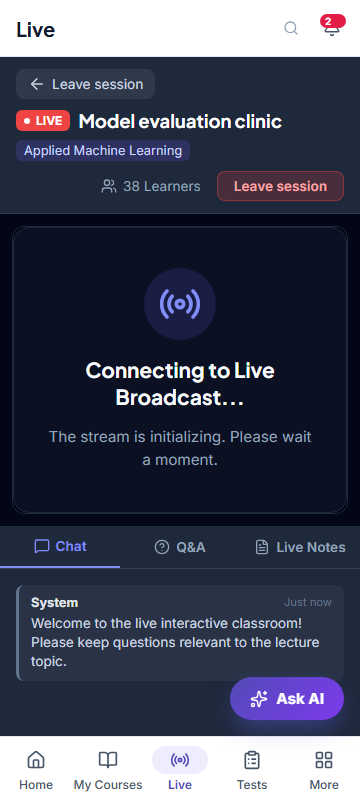 Live
2
Leave session
LIVE Model evaluation clinic
Applied Machine Learning
38 Learners Leave session
Connecting to Live
Broadcast...
The stream is initializing. Please wait
a moment.
Chat Q&A Live Notes
System Just now
Welcome to the live interactive classroom!
Please keep questions relevant to the lecture
topic.
Ask AI
Home My Courses Live Tests More